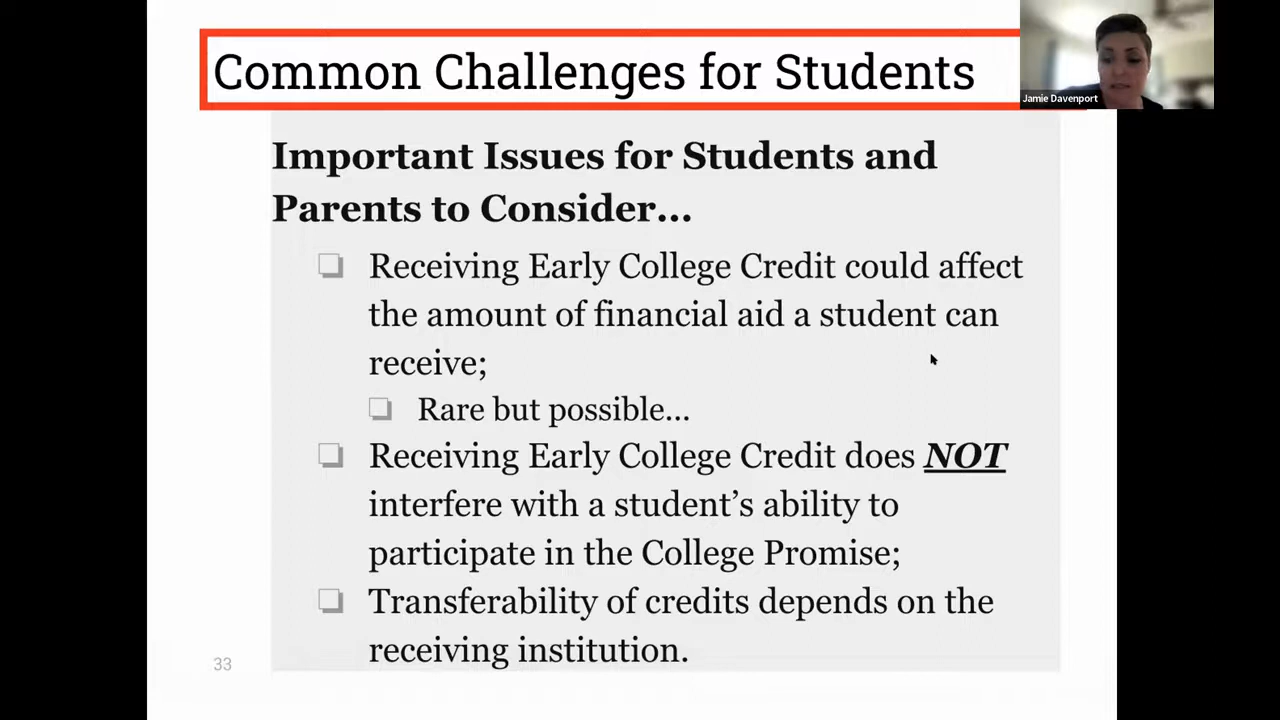 Common Challenges for Students
Jamie Davenport
Important Issues for Students and
Parents to Consider...
Receiving Early College Credit could affect
the amount of financial aid a student can
receive;
Rare but possible...
Receiving Early College Credit does NOT
interfere with a student's ability to
participate in the College Promise;
Transferability of credits depends on the
receiving institution.
33